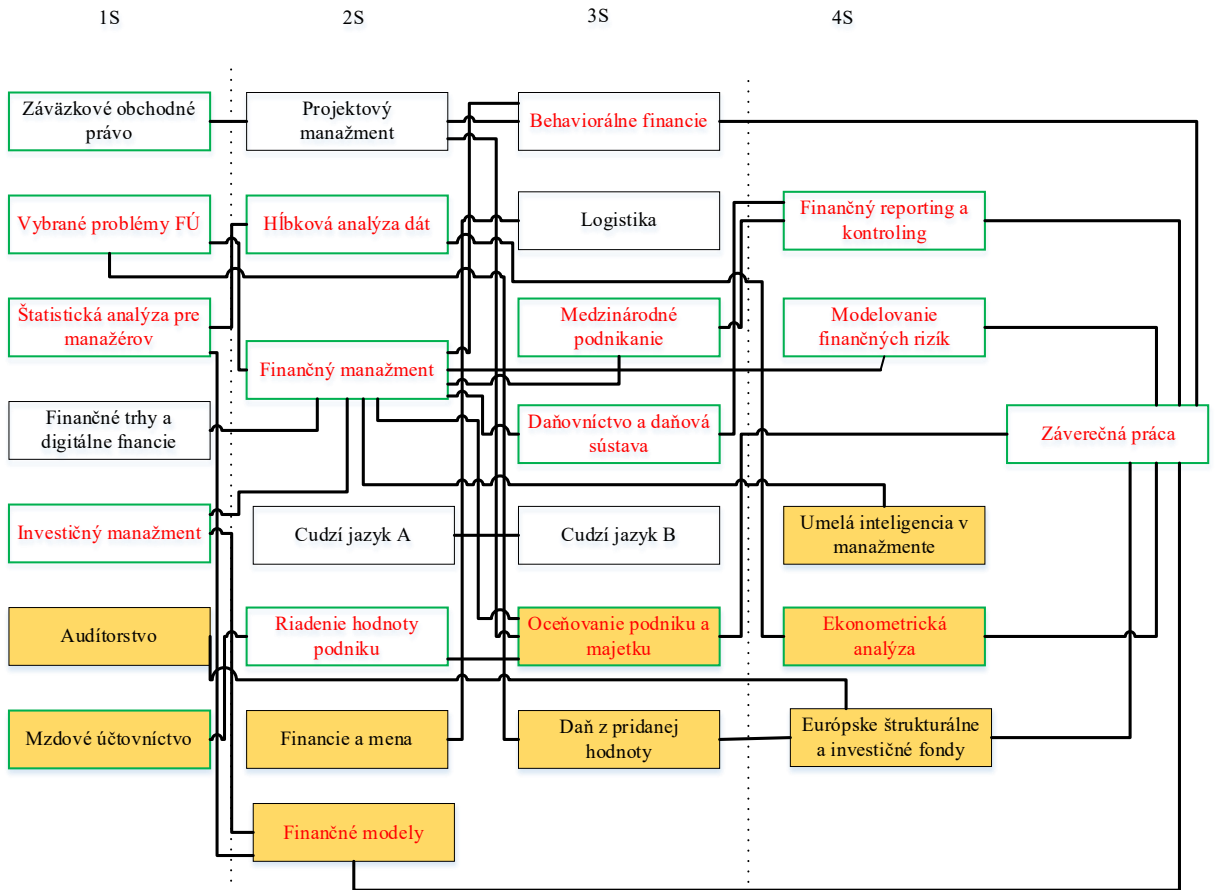 1S
2S
3S
4S
Záväzkové obchodné
právo
Projektový
manažment
Behaviorálne financie
Vybrané problémy FÚ
Hĺbková analýza dát
Logistika
Finančný reporting a
kontroling
Štatistická analýza pre
manažérov
Finančný manažment
Medzinárodné
podnikanie
Modelovanie
finančných rizík
Finančné trhy a
digitálne fnancie
Daňovníctvo a daňová
sústava
Záverečná práca
Investičný manažment
Cudzí jazyk A
Cudzí jazyk B
Umelá inteligencia v
manažmente
Audítorstvo
Riadenie hodnoty
podniku
Oceňovanie podniku a
majetku
Ekonometrická
analýza
Mzdové účtovníctvo
Financie a mena
Daň z pridanej
hodnoty
Európske štrukturálne
a investičné fondy
Finančné modely